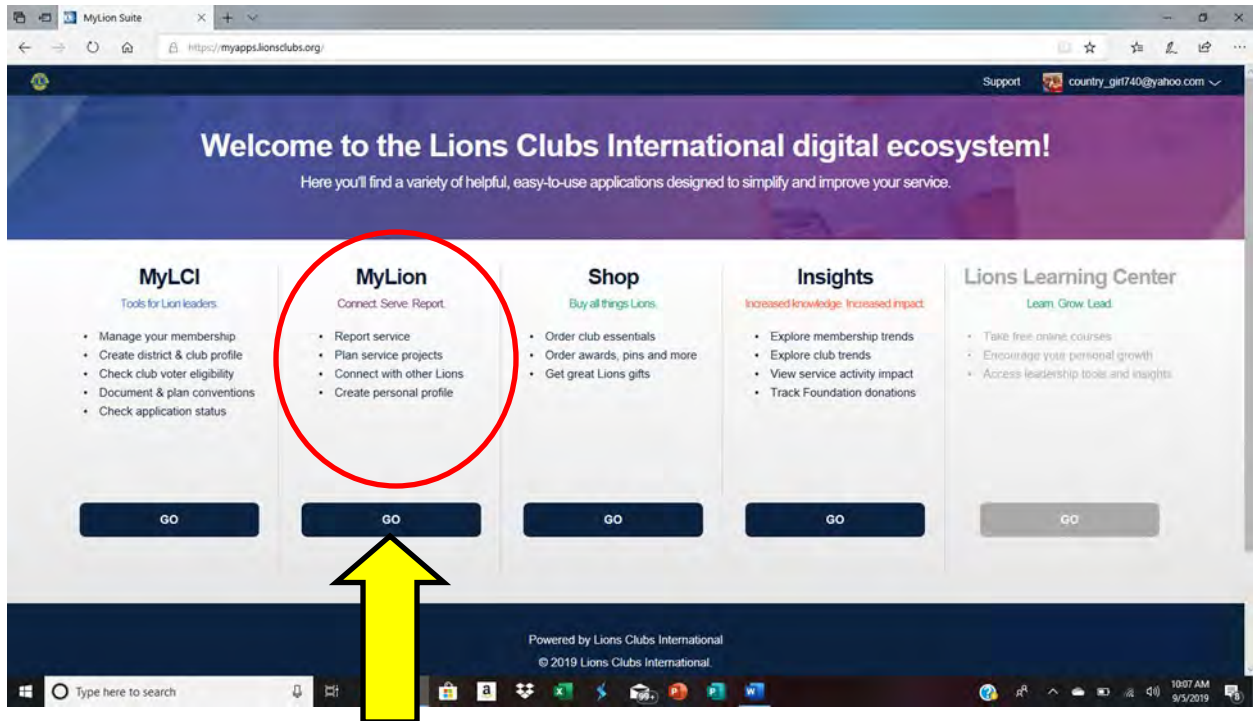 MyLion Suite
https://myapps.lionsclubs.org/
Support country_girl740@yahoo.com
Welcome to the Lions Clubs International digital ecosystem!
Here you'll find a variety of helpful, easy-to-use applications designed to simplify and improve your service.
MyLCI
Tools for Lion leaders.
• Manage your membership
• Create district & club profile
• Check club voter eligibility
• Document & plan conventions
• Check application status
GO
MyLion
Connect. Serve. Report.
• Report service
• Plan service projects
• Connect with other Lions
• Create personal profile
GO
Shop
Buy all things Lions.
• Order club essentials
• Order awards, pins and more
• Get great Lions gifts
GO
Insights
Increased knowledge. Increased impact.
• Explore membership trends
• Explore club trends
• View service activity impact
• Track Foundation donations
GO
Lions Learning Center
Learn. Grow. Lead.
• Take free online courses
• Encourage your personal growth
• Access leadership tools and insights
GO
Powered by Lions Clubs International
© 2019 Lions Clubs International.
Type here to search
a
99+
10:07 AM
9/5/2019